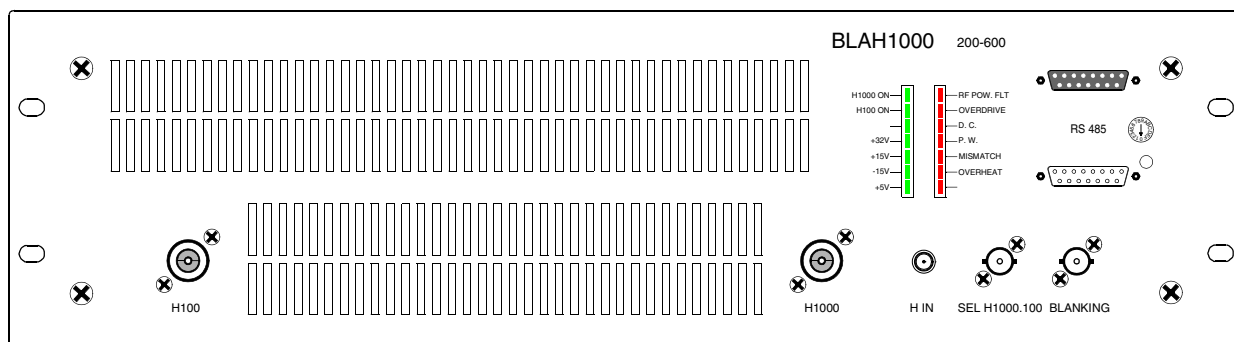 BLAH1000 200-600
H1000 ON RF POW. FLT
H100 ON OVERDRIVE
D. C.
+32V P. W.
+15V MISMATCH
-15V OVERHEAT
+5V
RS 485
H100
H1000
H IN
SEL H1000.100
BLANKING